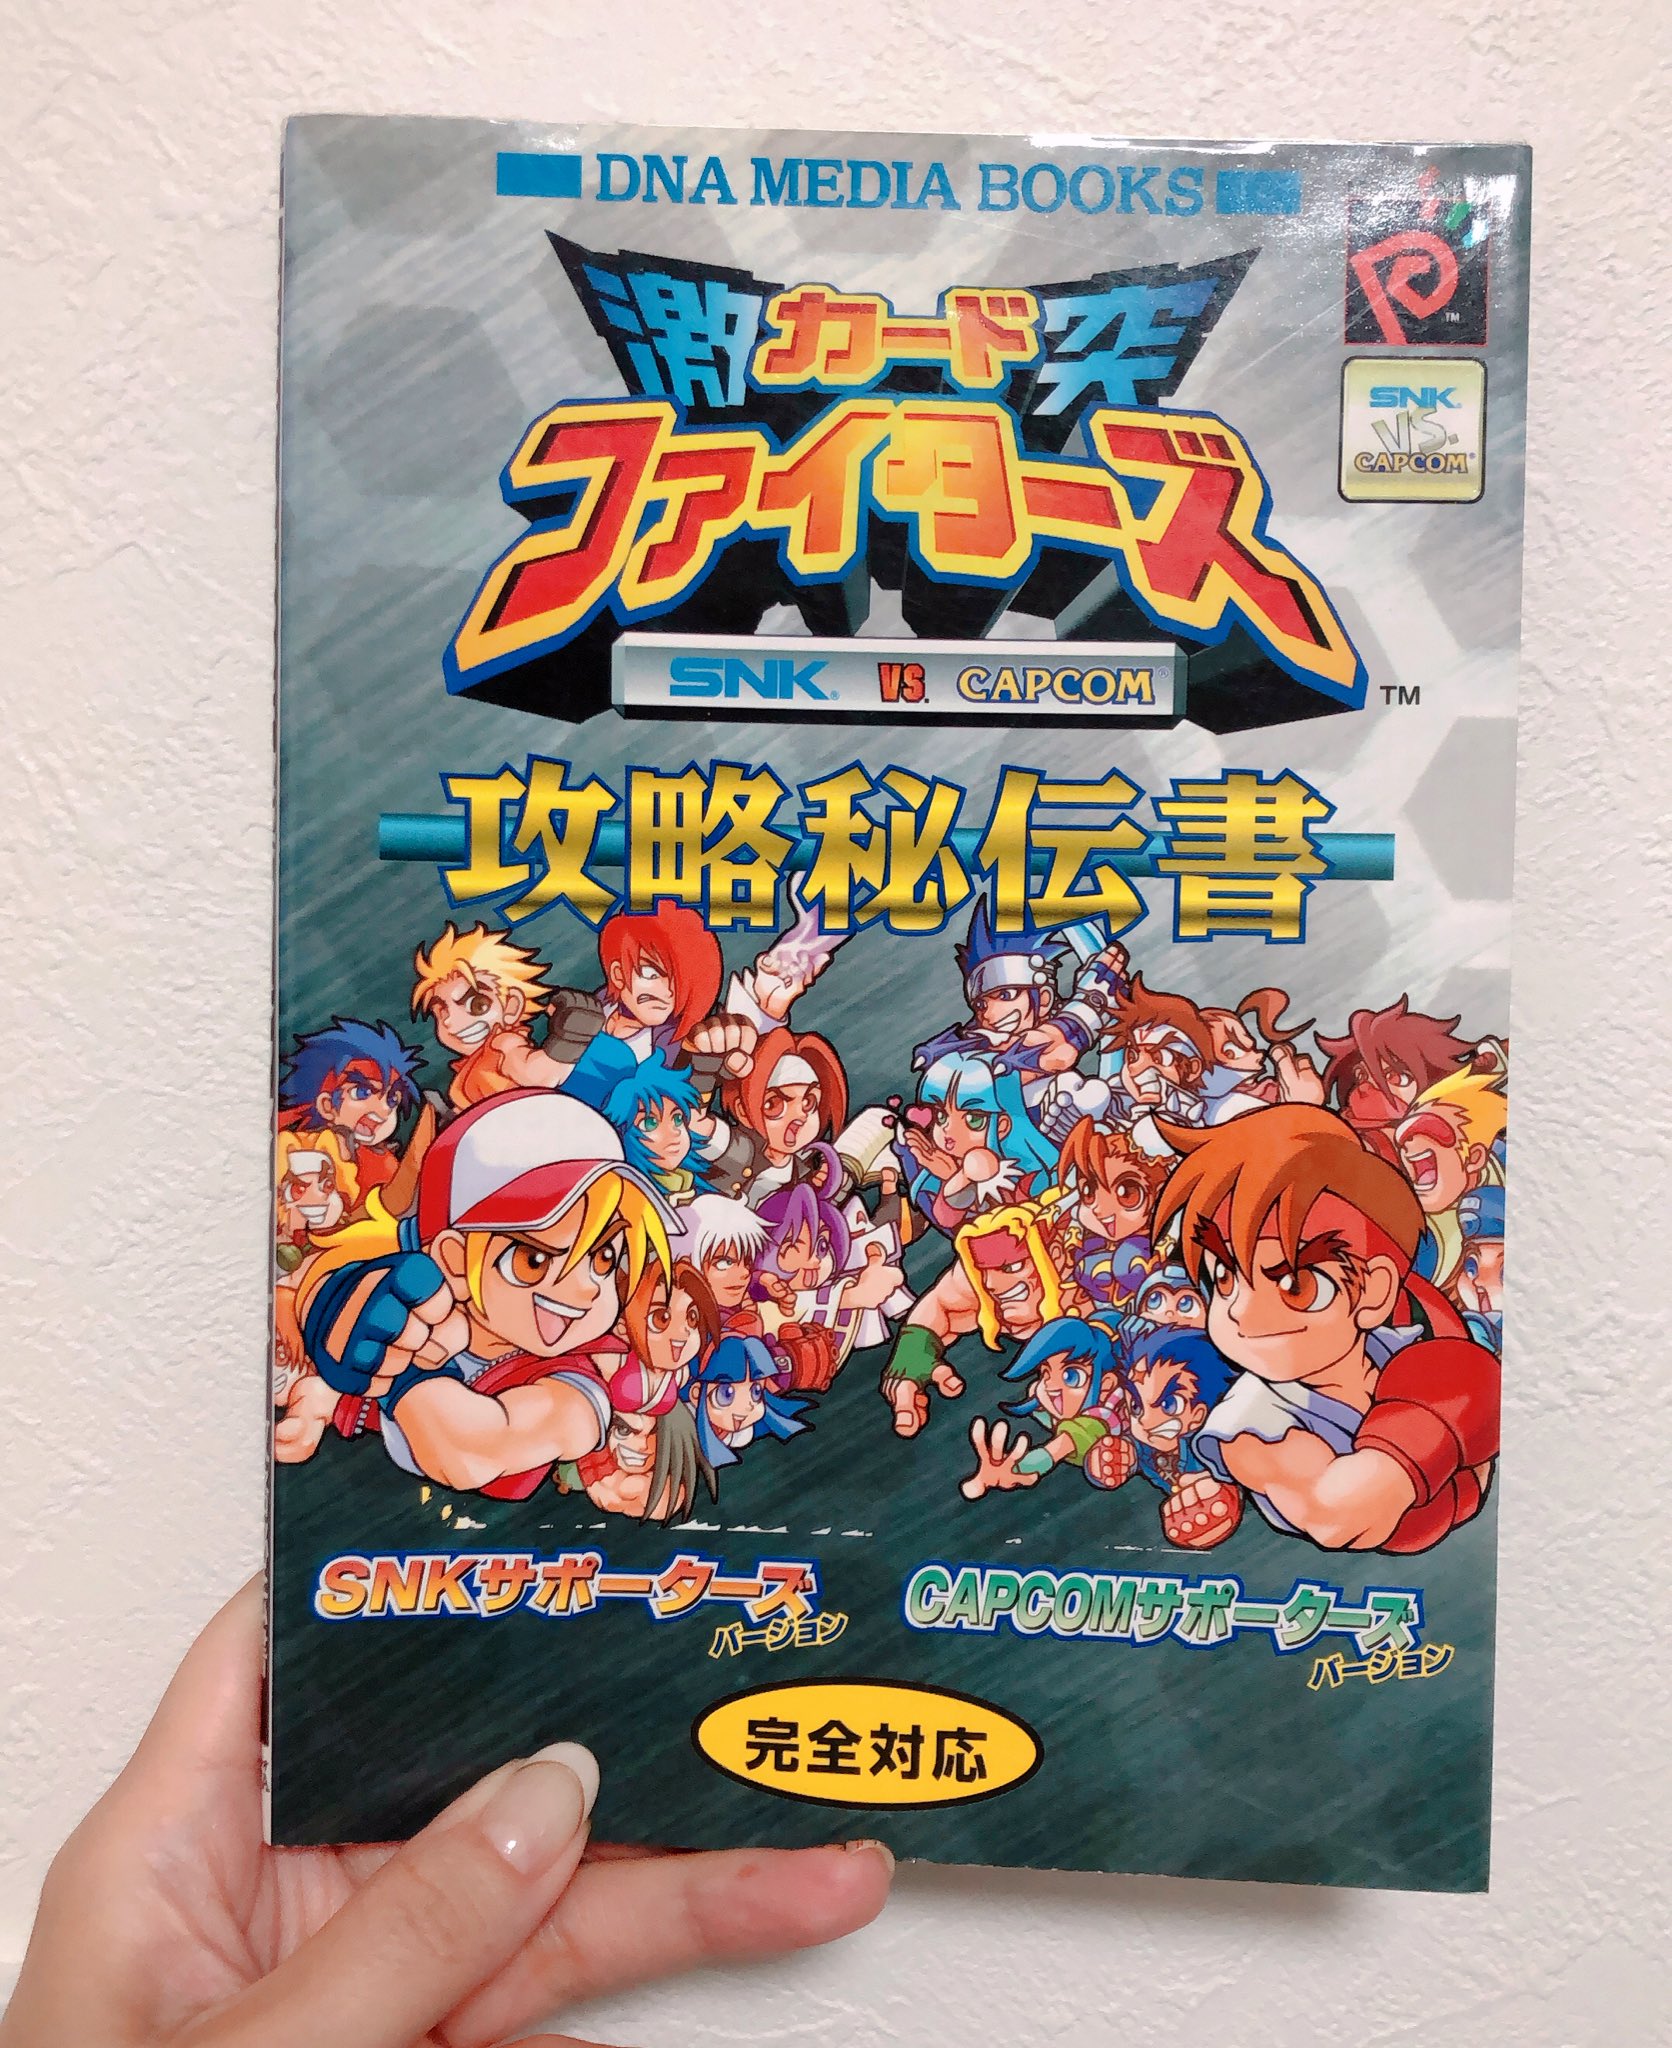 DNA MEDIA BOOKS
激突
カード
ファイターズ
SNK VS. CAPCOM
TM
TM
SNK
VS.
CAPCOM
攻略秘伝書
SNKサポーターズ
バージョン
CAPCOMサポーターズ
バージョン
完全対応